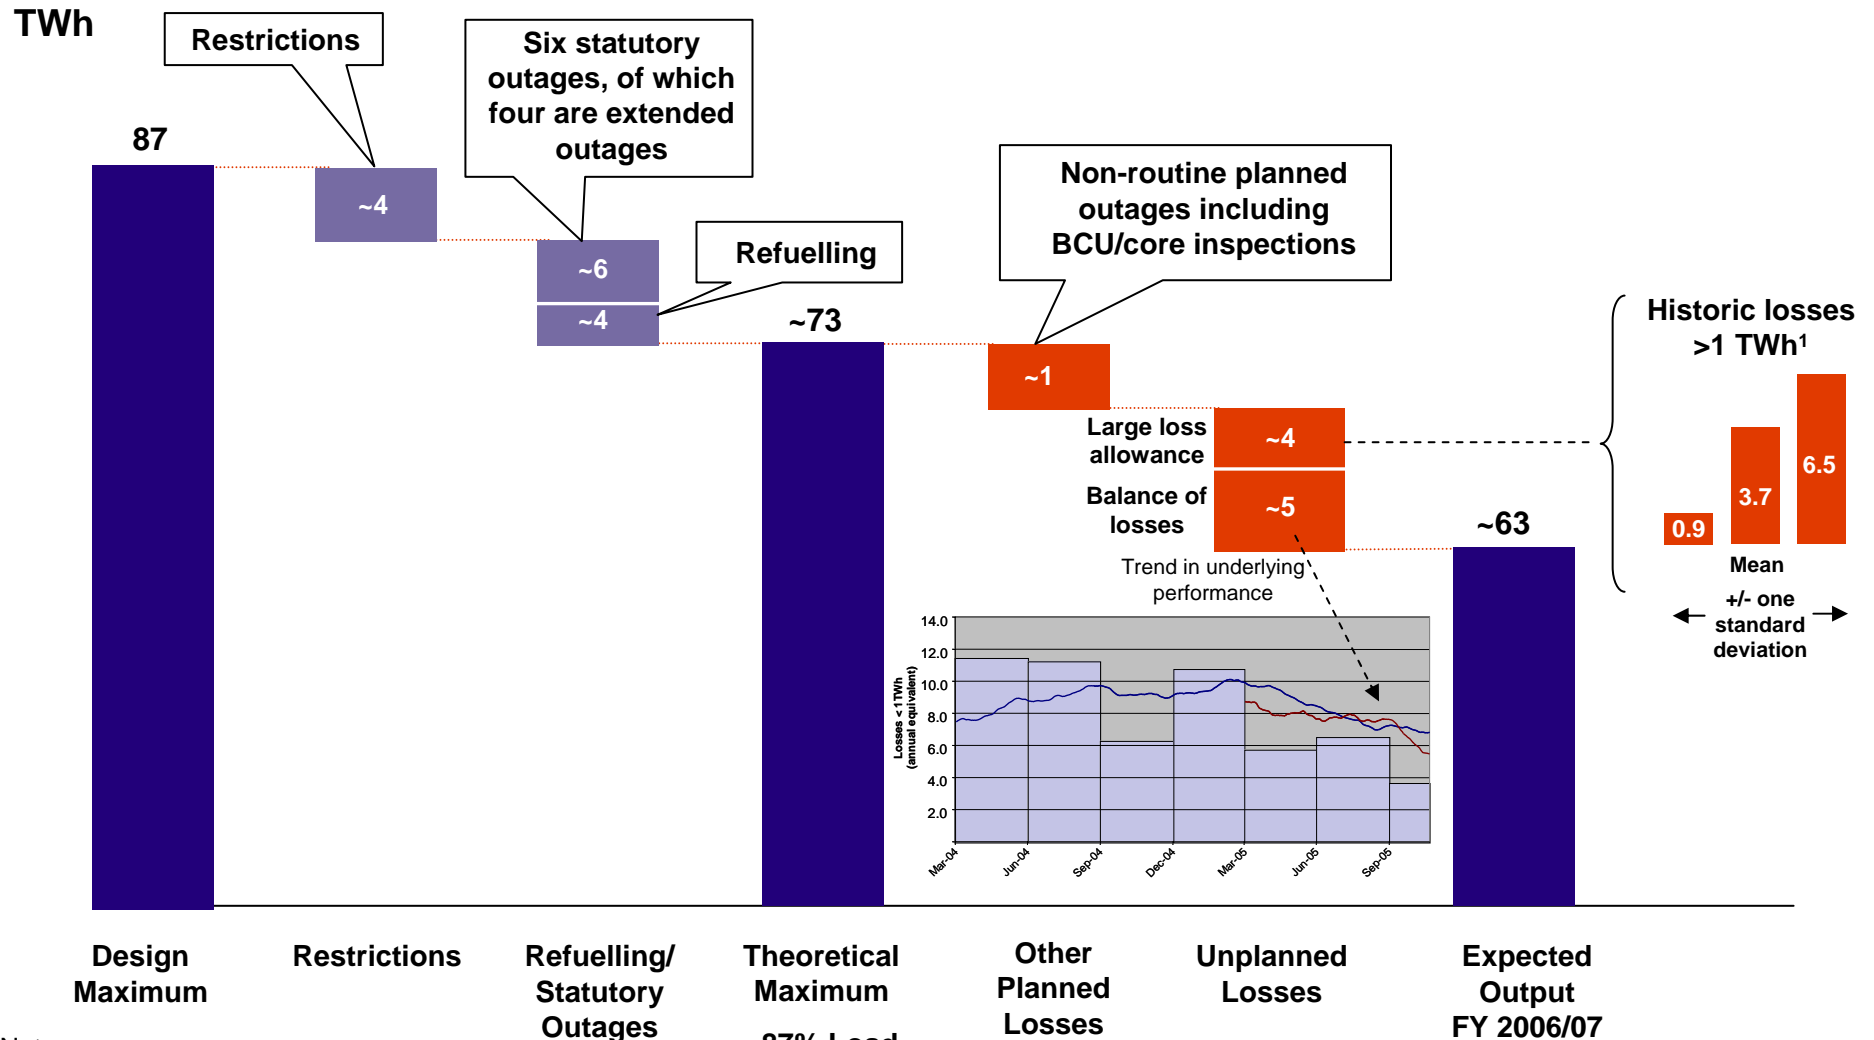 TWh
Restrictions
Six statutory
outages, of which
four are extended
outages
87
~4
~6
~4
Refuelling
~73
Non-routine planned
outages including
BCU/core inspections
~1
Large loss
allowance
~4
Balance of
losses
~5
~63
Historic losses
>1 TWh¹
0.9
3.7
6.5
Mean
+/- one
standard
deviation
Trend in underlying
performance
Losses < 1TWh
(annual equivalent)
14.0
12.0
10.0
8.0
6.0
4.0
2.0
Mar-04
Jun-04
Sep-04
Dec-04
Mar-05
Jun-05
Sep-05
Design
Maximum
Restrictions
Refuelling/
Statutory
Outages
Theoretical
Maximum
87% Load
Other
Planned
Losses
Unplanned
Losses
Expected
Output
FY 2006/07